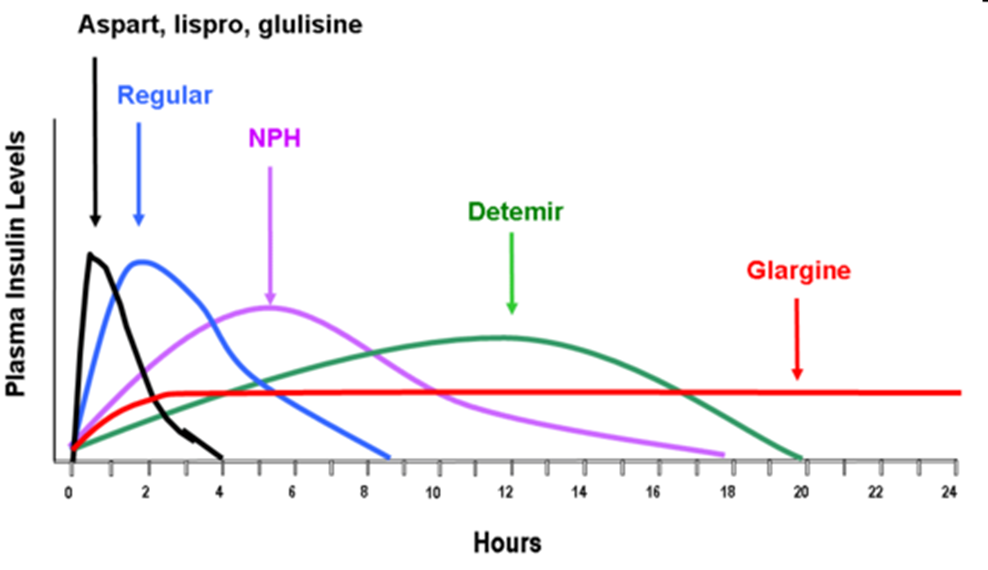 Aspart, lispro, glulisine
Regular
NPH
Detemir
Glargine
Plasma Insulin Levels
0 2 4 6 8 10 12 14 16 18 20 22 24
Hours